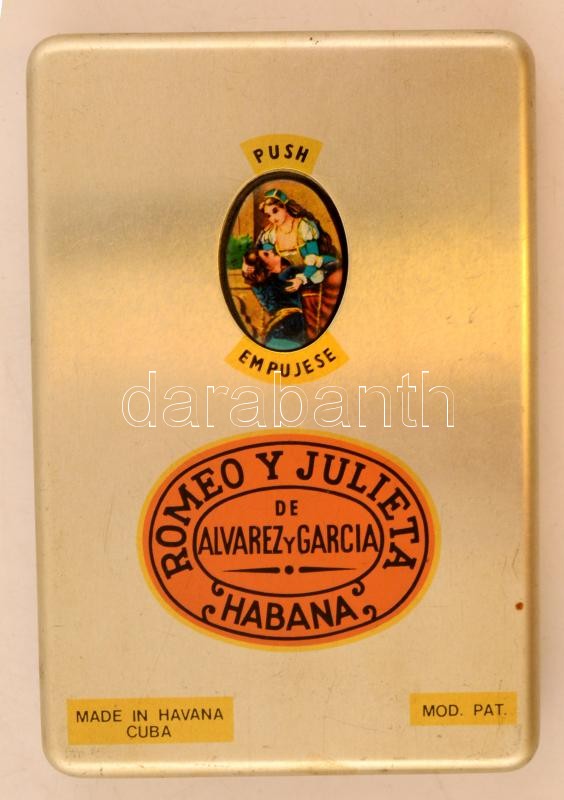 PUSH
EMPUJESE
darabanth
ROMEO Y JULIETA
DE
ALVAREZ Y GARCIA
HABANA
MADE IN HAVANA
CUBA
MOD. PAT.